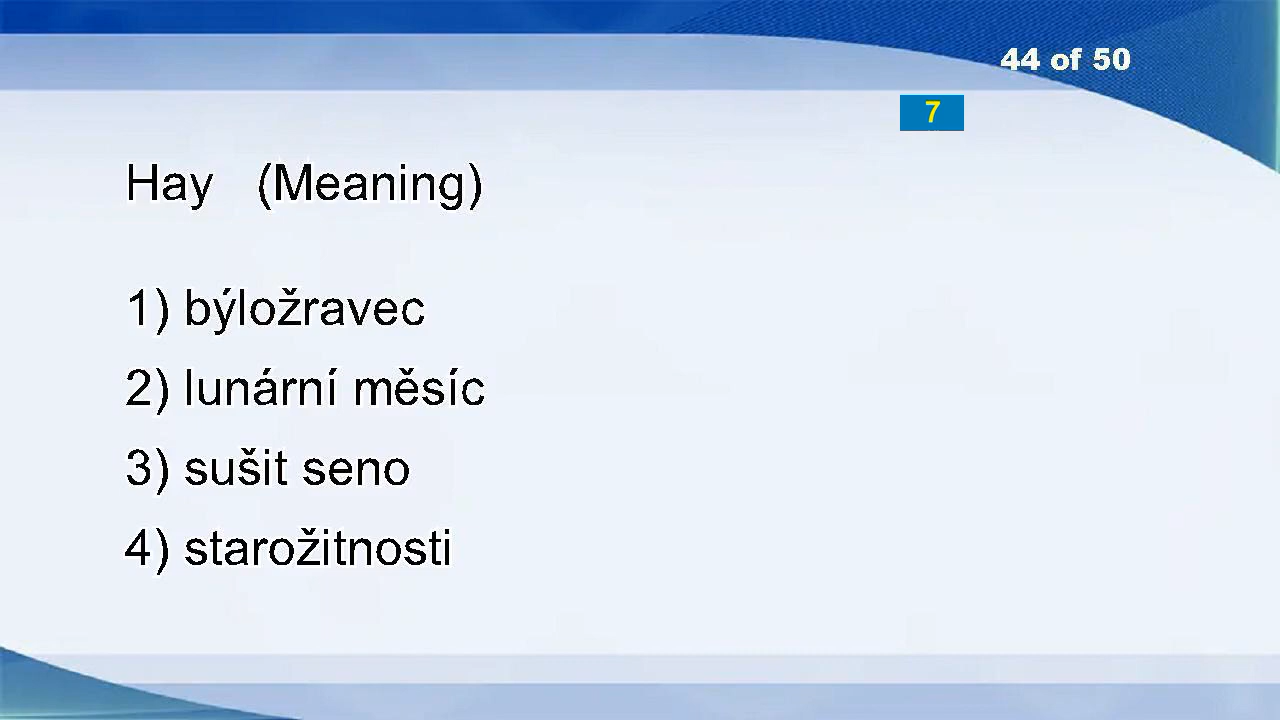 44 of 50
7
Hay (Meaning)
1) býložravec
2) lunární měsíc
3) sušit seno
4) starožitnosti